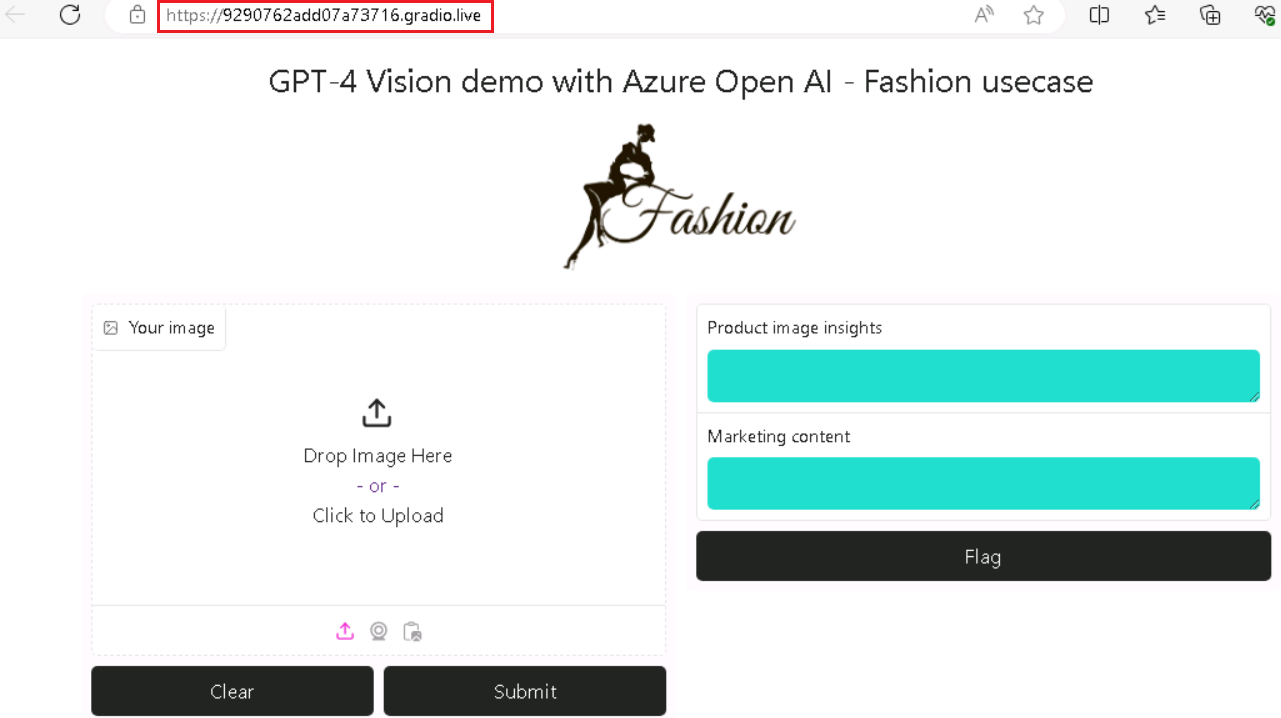 https://9290762add07a73716.gradio.live
GPT-4 Vision demo with Azure Open AI - Fashion usecase
Fashion
Your image
Drop Image Here
- or -
Click to Upload
Clear
Submit
Product image insights
Marketing content
Flag